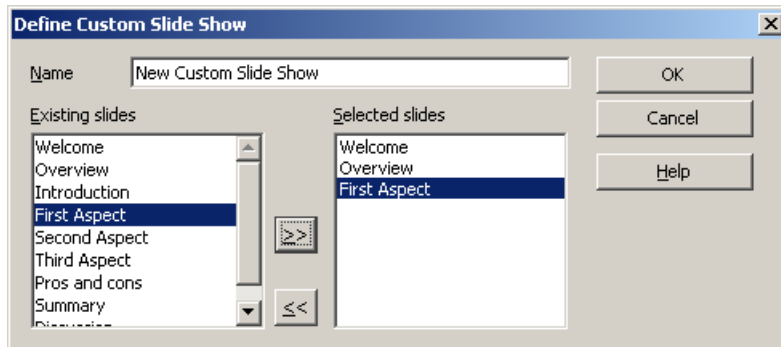 Define Custom Slide Show
Name New Custom Slide Show
OK
Existing slides
Selected slides
Cancel
Welcome
Overview
Introduction
First Aspect
Second Aspect
Third Aspect
Pros and cons
Summary
Welcome
Overview
First Aspect
Help
>>
<<